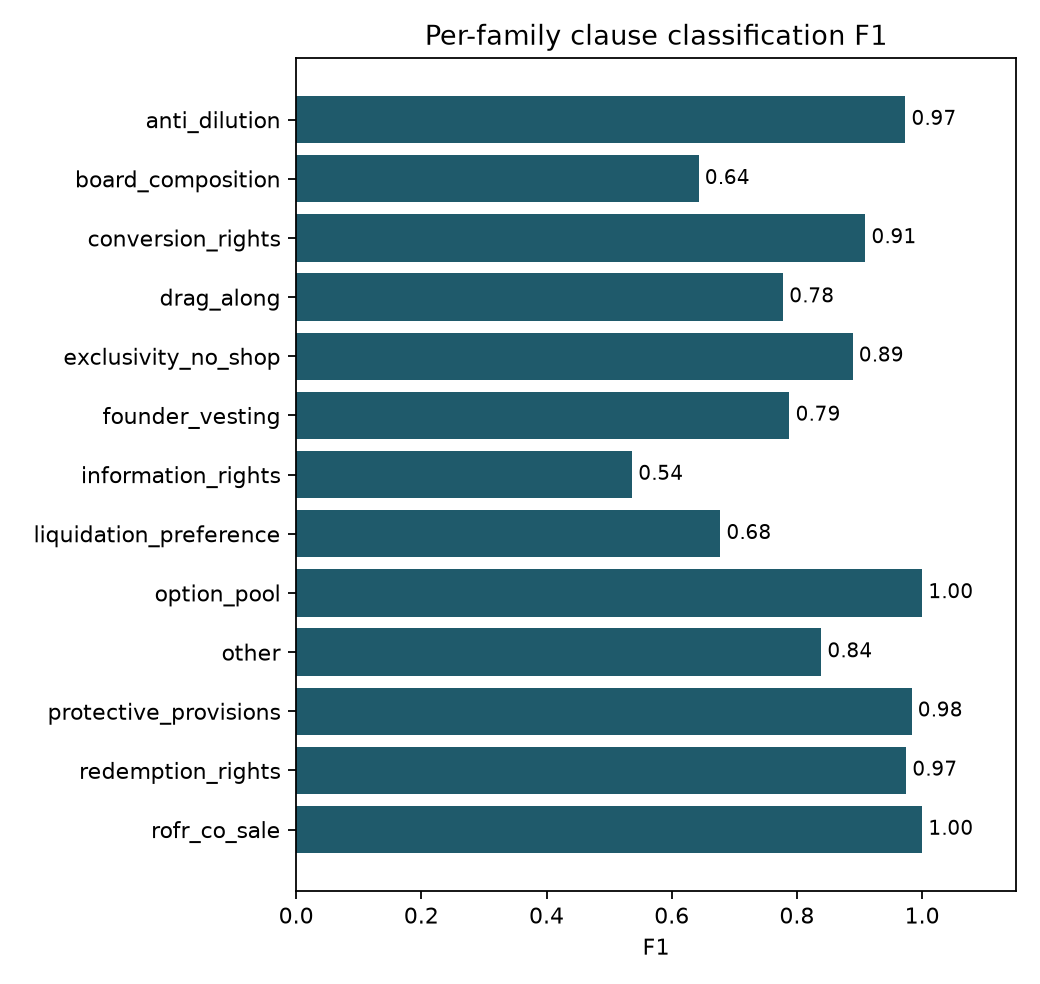 Per-family clause classification F1
anti_dilution 0.97
board_composition 0.64
conversion_rights 0.91
drag_along 0.78
exclusivity_no_shop 0.89
founder_vesting 0.79
information_rights 0.54
liquidation_preference 0.68
option_pool 1.00
other 0.84
protective_provisions 0.98
redemption_rights 0.97
rofr_co_sale 1.00
0.0 0.2 0.4 0.6 0.8 1.0
F1